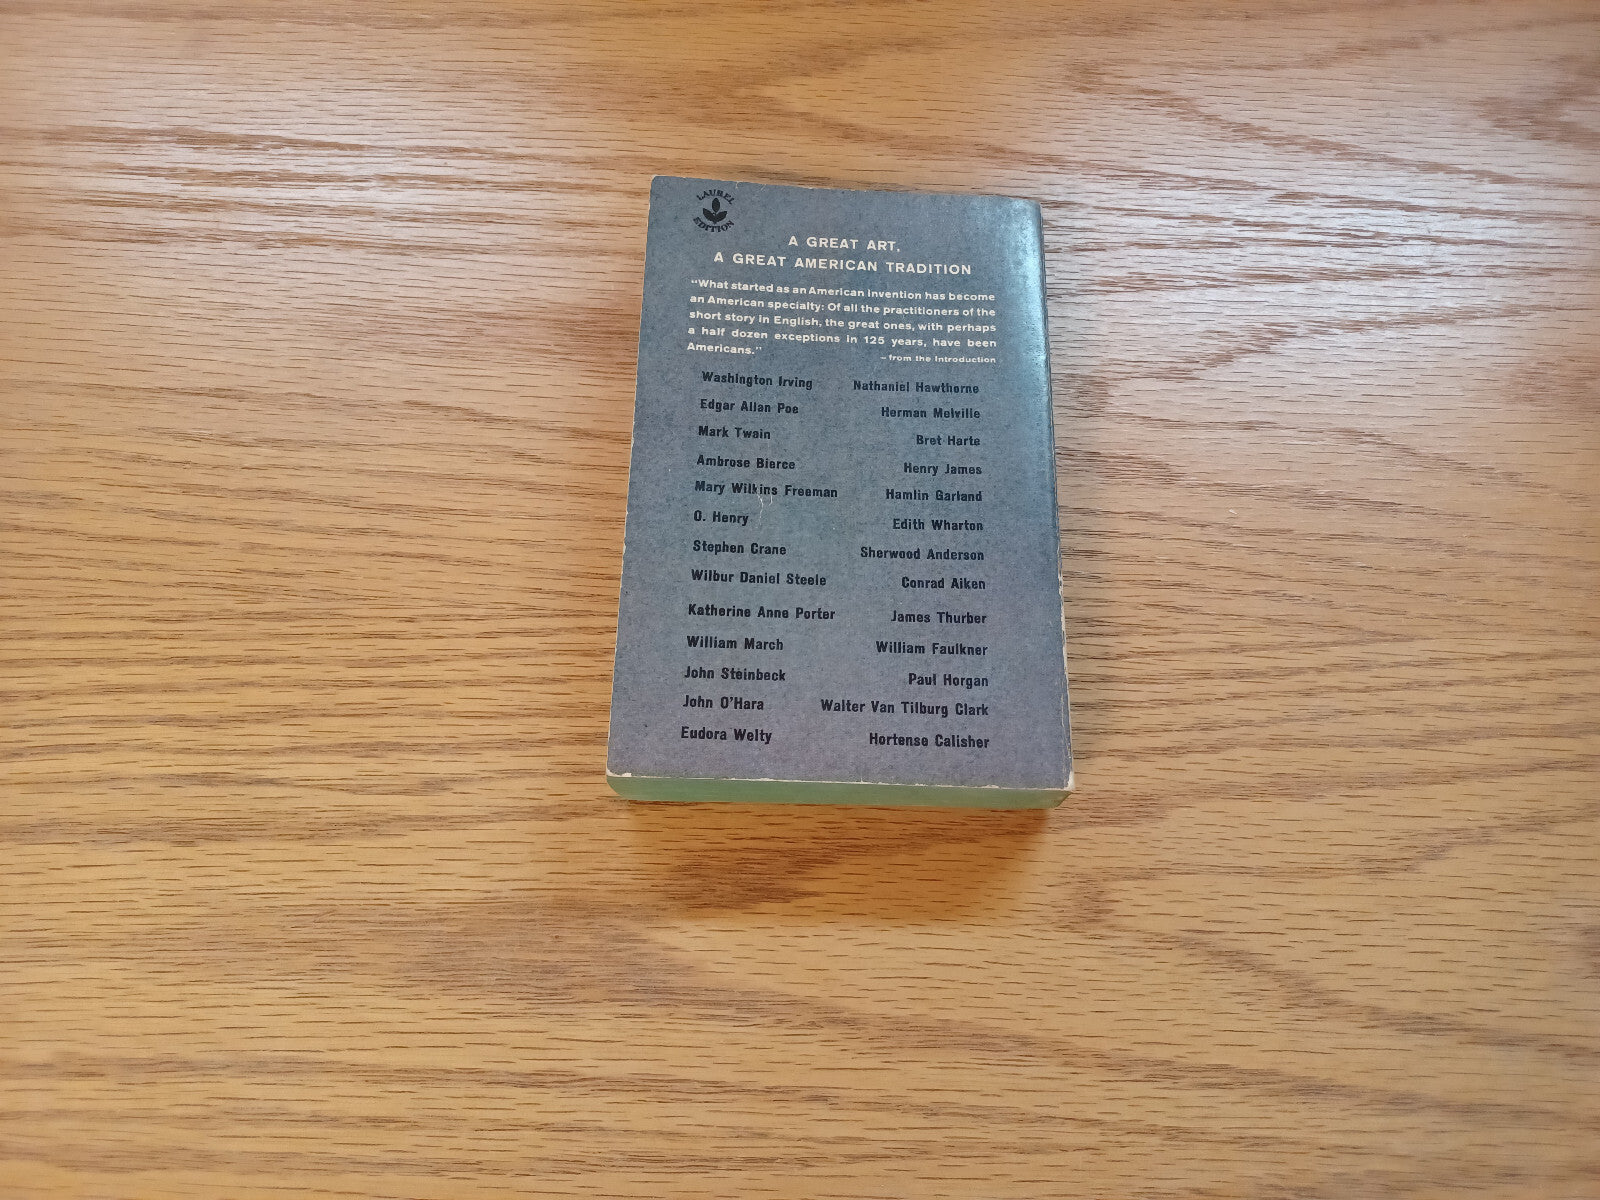 LAUREL
EDITION
A GREAT ART,
A GREAT AMERICAN TRADITION
"What started as an American invention has become
an American specialty: Of all the practitioners of the
short story in English, the great ones, with perhaps
a half dozen exceptions in 125 years, have been
Americans."
—from the Introduction
Washington Irving Nathaniel Hawthorne
Edgar Allan Poe Herman Melville
Mark Twain Bret Harte
Ambrose Bierce Henry James
Mary Wilkins Freeman Hamlin Garland
O. Henry Edith Wharton
Stephen Crane Sherwood Anderson
Wilbur Daniel Steele Conrad Aiken
Katherine Anne Porter James Thurber
William March William Faulkner
John Steinbeck Paul Horgan
John O'Hara Walter Van Tilburg Clark
Eudora Welty Hortense Calisher